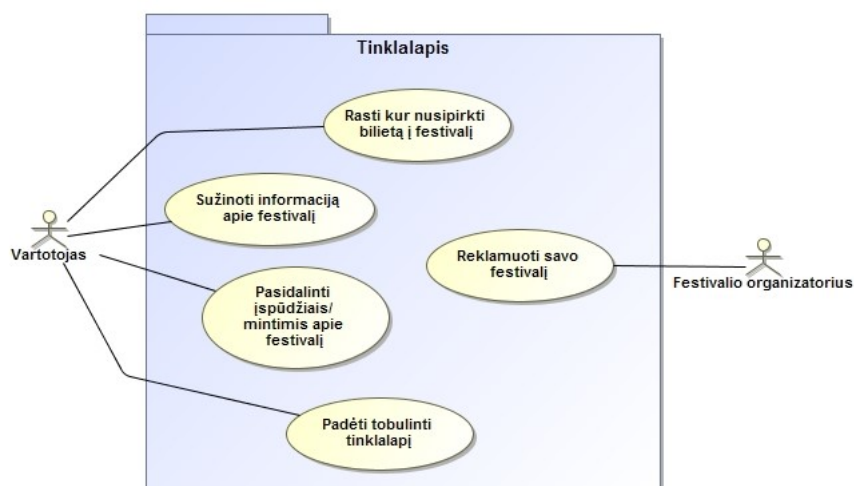 Tinklalapis
Rasti kur nusipirkti
bilietą į festivalį
Sužinoti informaciją
apie festivalį
Vartotojas
Reklamuoti savo
festivalį
Festivalio organizatorius
Pasidalinti
įspūdžiais/
mintimis apie
festivalį
Padėti tobulinti
tinklalapį